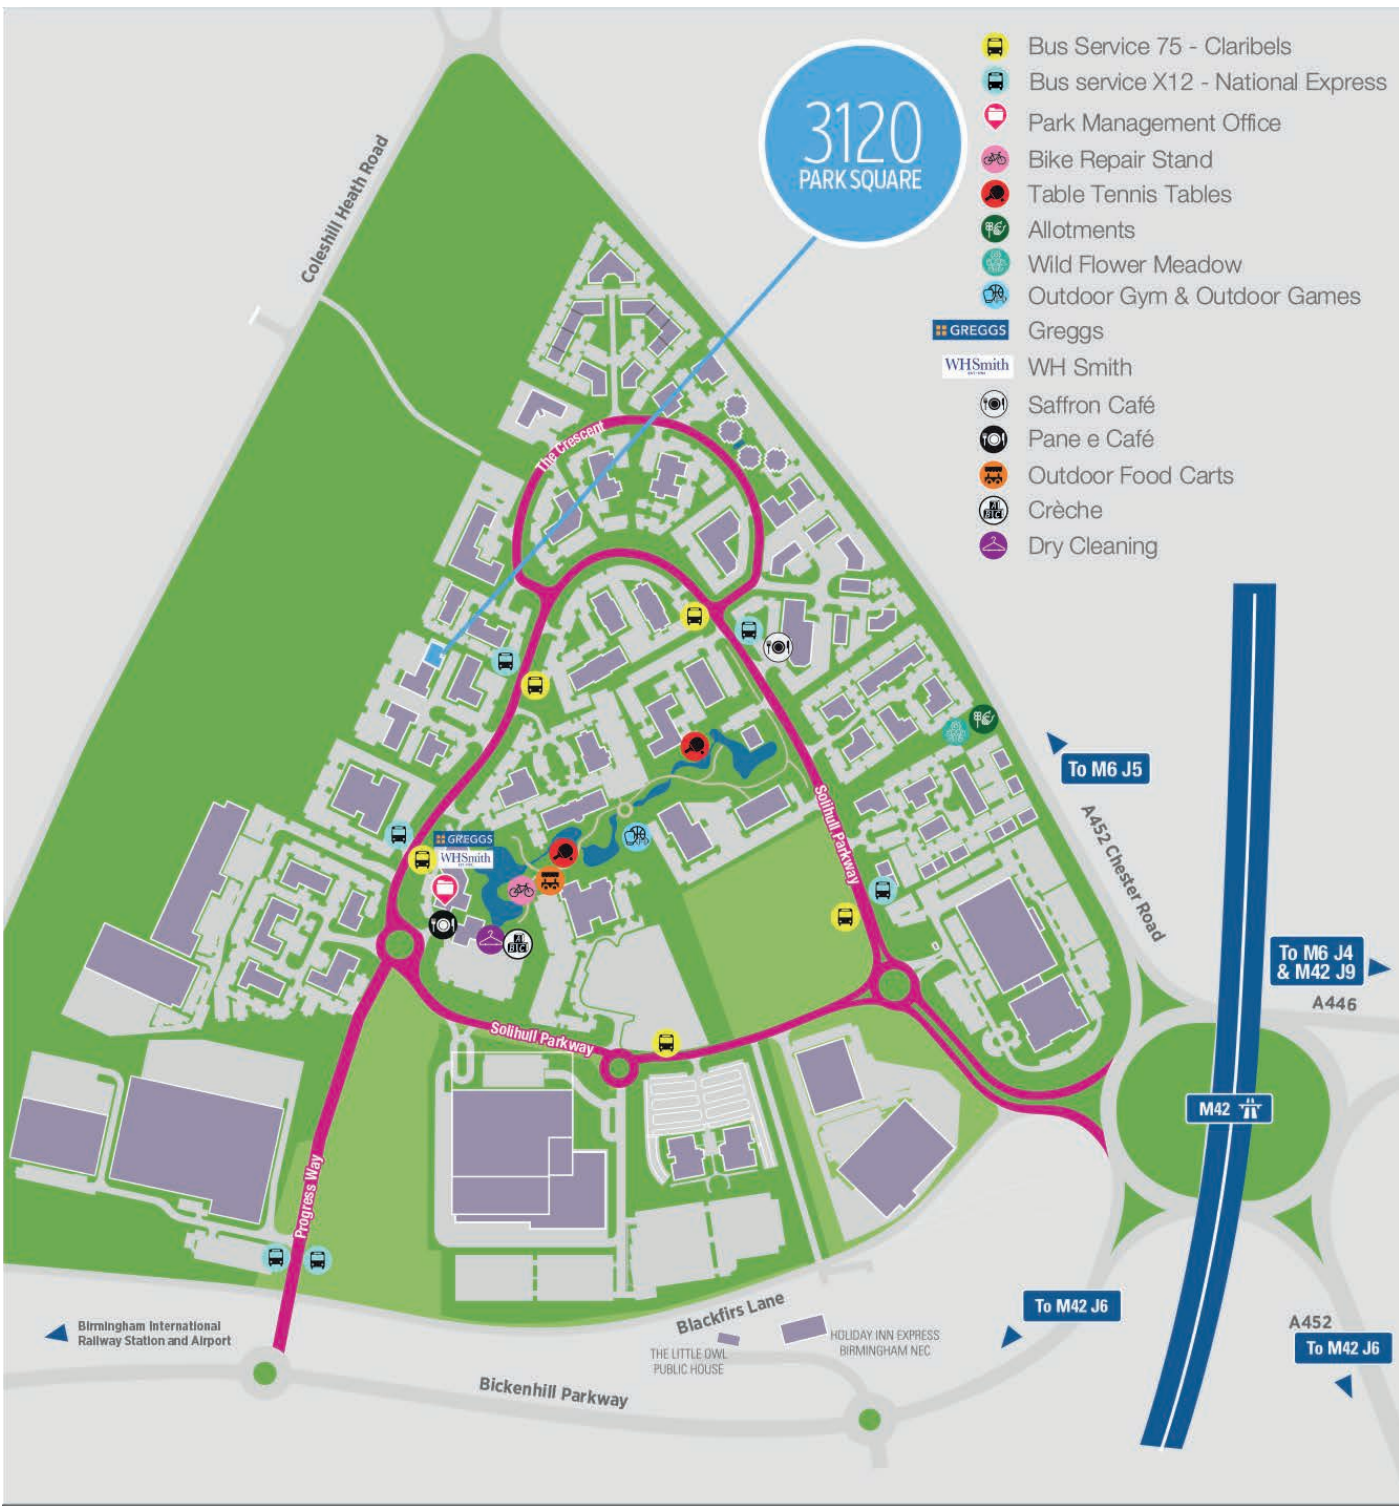 3120
PARK SQUARE
Bus Service 75 - Claribels
Bus service X12 - National Express
Park Management Office
Bike Repair Stand
Table Tennis Tables
Allotments
Wild Flower Meadow
Outdoor Gym & Outdoor Games
GREGGS Greggs
WHSmith WH Smith
Saffron Café
Pane e Café
Outdoor Food Carts
Crèche
Dry Cleaning
Coleshill Heath Road
The Crescent
To M6 J5
A452 Chester Road
Solihull Parkway
GREGGS
WHSmith
A
B C
To M6 J4
& M42 J9
A446
Solihull Parkway
M42
Progress Way
To M42 J6
A452
To M42 J6
Blackfirs Lane
Birmingham International
Railway Station and Airport
HOLIDAY INN EXPRESS
BIRMINGHAM NEC
THE LITTLE OWL
PUBLIC HOUSE
Bickenhill Parkway